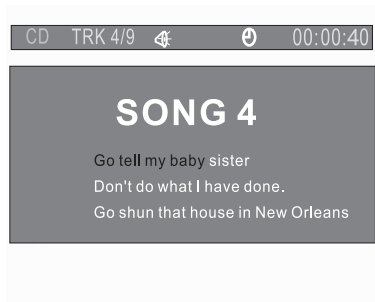 CD TRK 4/9 00:00:40
SONG 4
Go tell my baby sister
Don't do what I have done.
Go shun that house in New Orleans